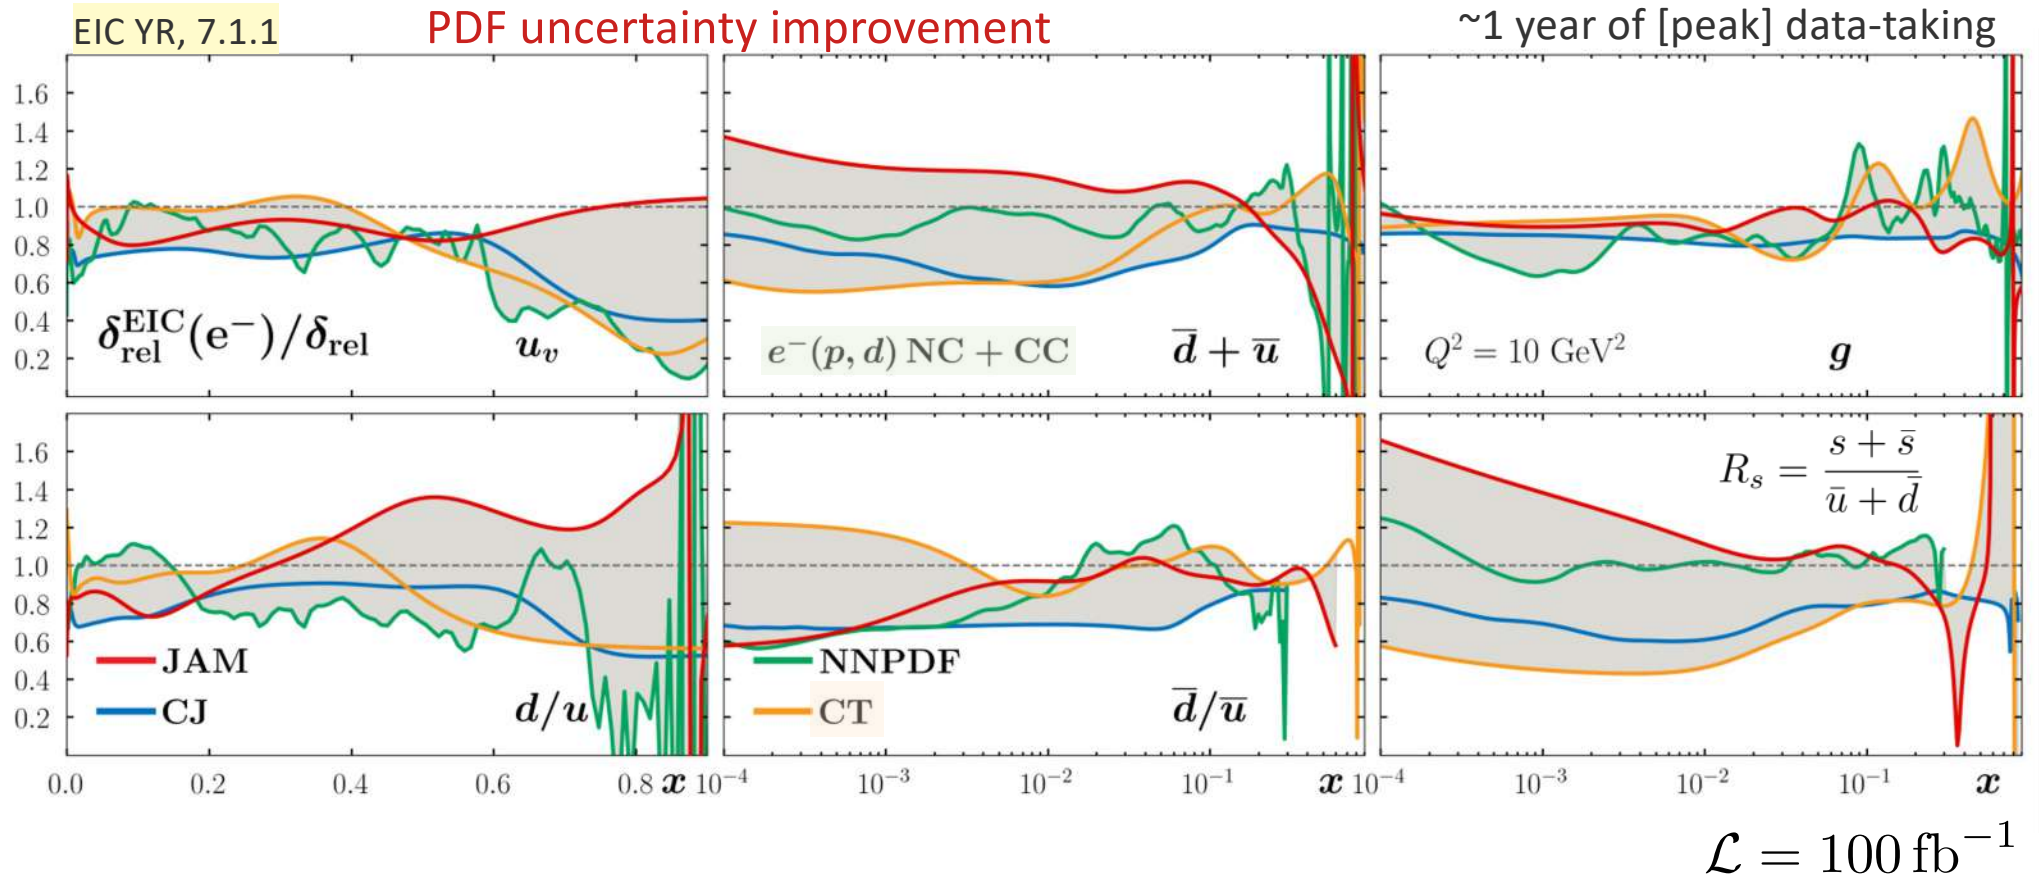 EIC YR, 7.1.1
PDF uncertainty improvement
~1 year of [peak] data-taking
1.6
1.4
1.2
1.0
0.8
0.6
0.4
0.2
δ_rel^EIC(e⁻)/δ_rel
u_v
e⁻(p, d) NC + CC
d̅ + u̅
Q² = 10 GeV²
g
1.6
1.4
1.2
1.0
0.8
0.6
0.4
0.2
JAM
CJ
d/u
NNPDF
CT
d̅/u̅
R_s = (s + s̄)/(ū + d̄)
0.0 0.2 0.4 0.6 0.8 x 10⁻⁴ 10⁻³ 10⁻² 10⁻¹ x 10⁻⁴ 10⁻³ 10⁻² 10⁻¹ x
ℒ = 100 fb⁻¹